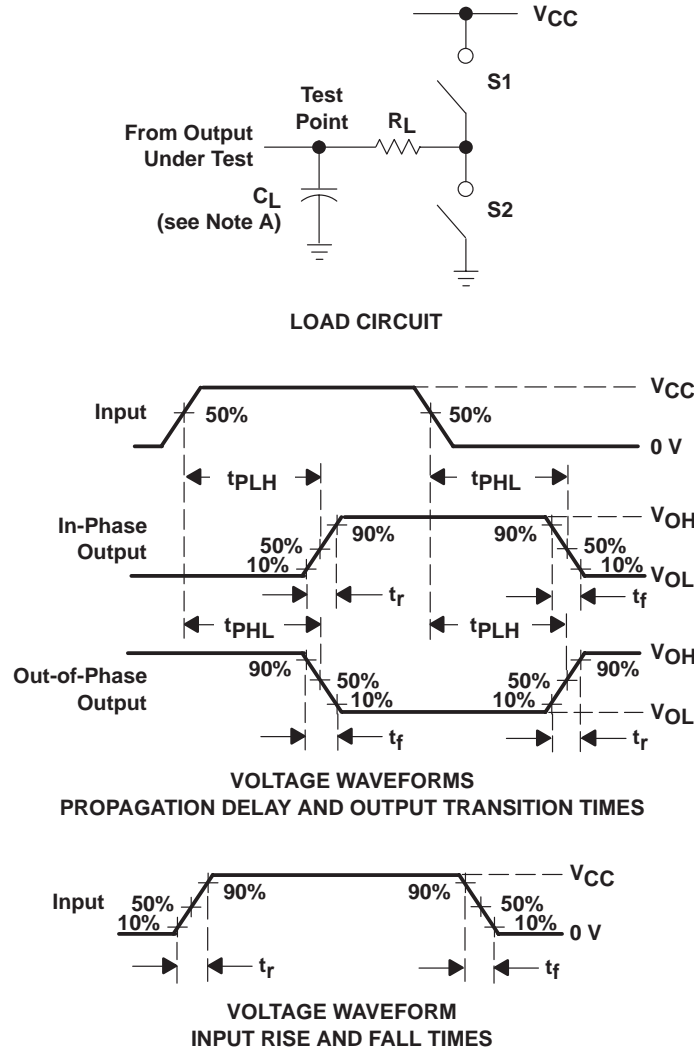 VCC
S1
Test
Point
RL
From Output
Under Test
CL
(see Note A)
S2
LOAD CIRCUIT
VCC
Input
50%
50%
0 V
tPLH
tPHL
In-Phase
Output
VOH
90%
90%
50%
50%
10%
10%
VOL
tr
tf
tPHL
tPLH
Out-of-Phase
Output
VOH
90%
90%
50%
50%
10%
10%
VOL
tf
tr
VOLTAGE WAVEFORMS
PROPAGATION DELAY AND OUTPUT TRANSITION TIMES
VCC
Input
90%
90%
50%
50%
10%
10%
0 V
tr
tf
VOLTAGE WAVEFORM
INPUT RISE AND FALL TIMES